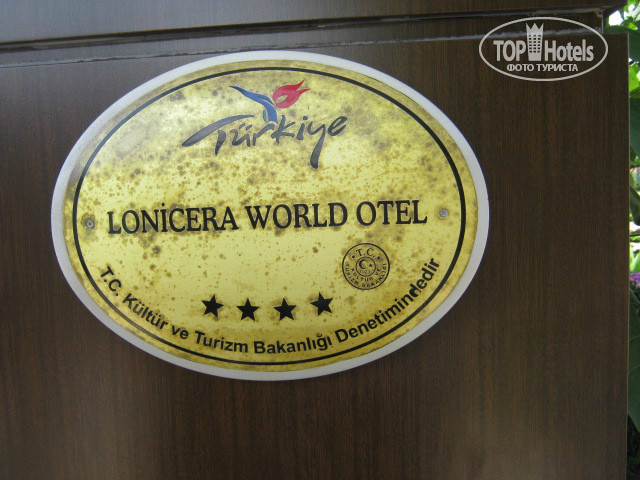 TOP Hotels
ФОТО ТУРИСТА
Türkiye
LONİCERA WORLD OTEL
T.C.
T.C. Kültür ve Turizm Bakanlığı Denetimindedir